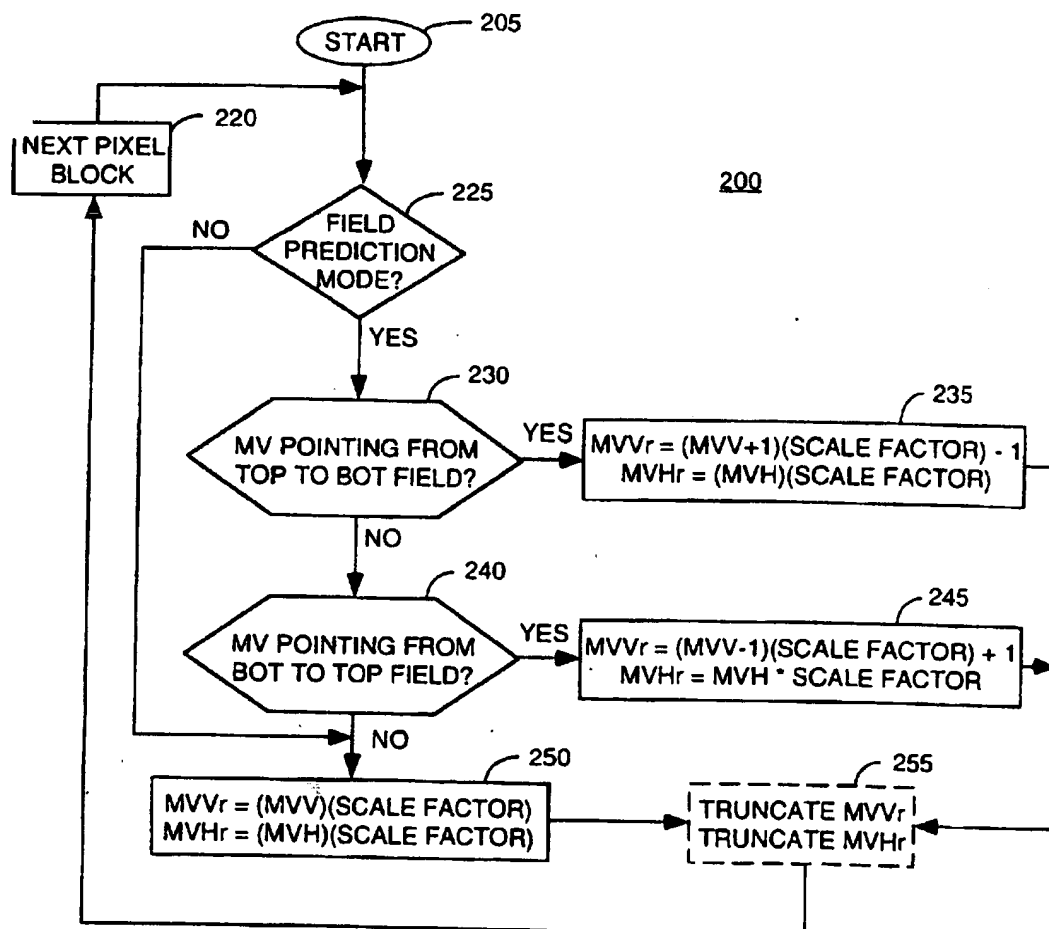 START
205
220
NEXT PIXEL
BLOCK
200
225
FIELD
PREDICTION
MODE?
NO
YES
230
MV POINTING FROM
TOP TO BOT FIELD?
YES
235
MVVr = (MVV+1)(SCALE FACTOR) - 1
MVHr = (MVH)(SCALE FACTOR)
NO
240
MV POINTING FROM
BOT TO TOP FIELD?
YES
245
MVVr = (MVV-1)(SCALE FACTOR) + 1
MVHr = MVH * SCALE FACTOR
NO
250
MVVr = (MVV)(SCALE FACTOR)
MVHr = (MVH)(SCALE FACTOR)
255
TRUNCATE MVVr
TRUNCATE MVHr